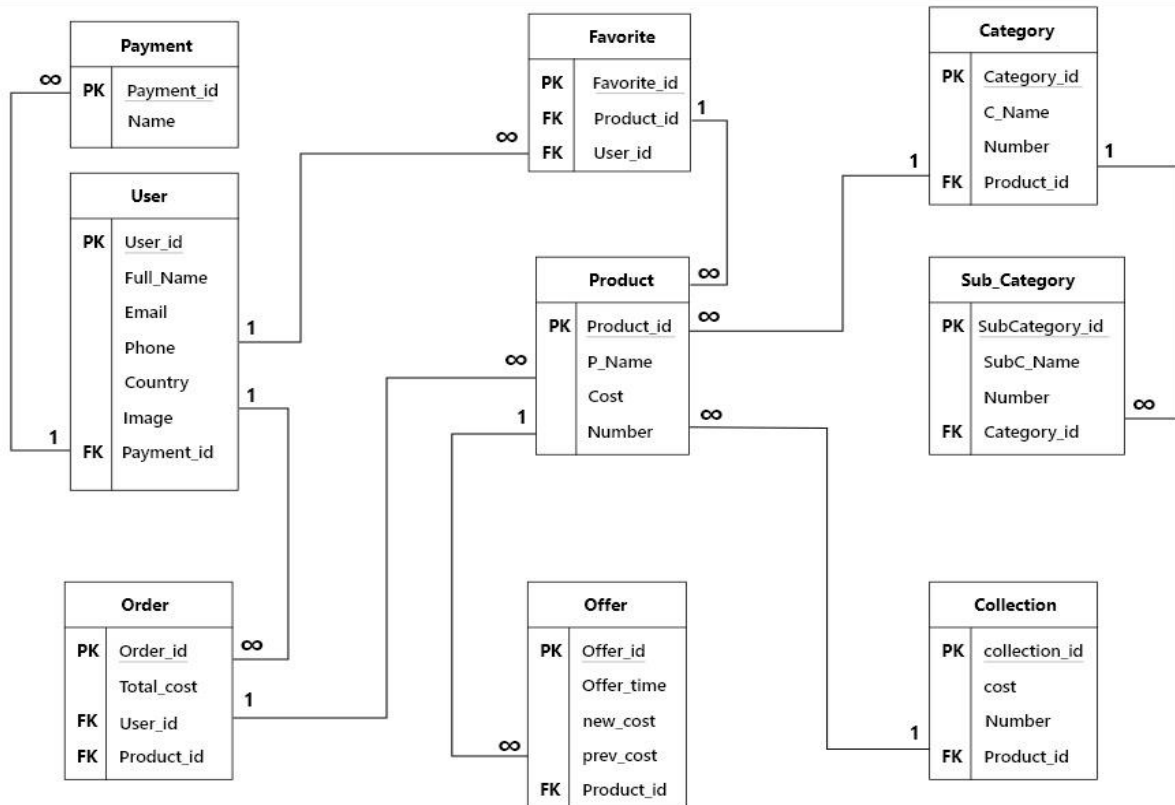 Payment
PK Payment_id
Name
Favorite
PK Favorite_id
FK Product_id
FK User_id
Category
PK Category_id
C_Name
Number
FK Product_id
User
PK User_id
Full_Name
Email
Phone
Country
Image
FK Payment_id
Product
PK Product_id
P_Name
Cost
Number
Sub_Category
PK SubCategory_id
SubC_Name
Number
FK Category_id
Order
PK Order_id
Total_cost
FK User_id
FK Product_id
Offer
PK Offer_id
Offer_time
new_cost
prev_cost
FK Product_id
Collection
PK collection_id
cost
Number
FK Product_id
∞
1
∞
1
1
∞
1
∞
1
∞
1
∞
1
∞
1
∞
∞
1